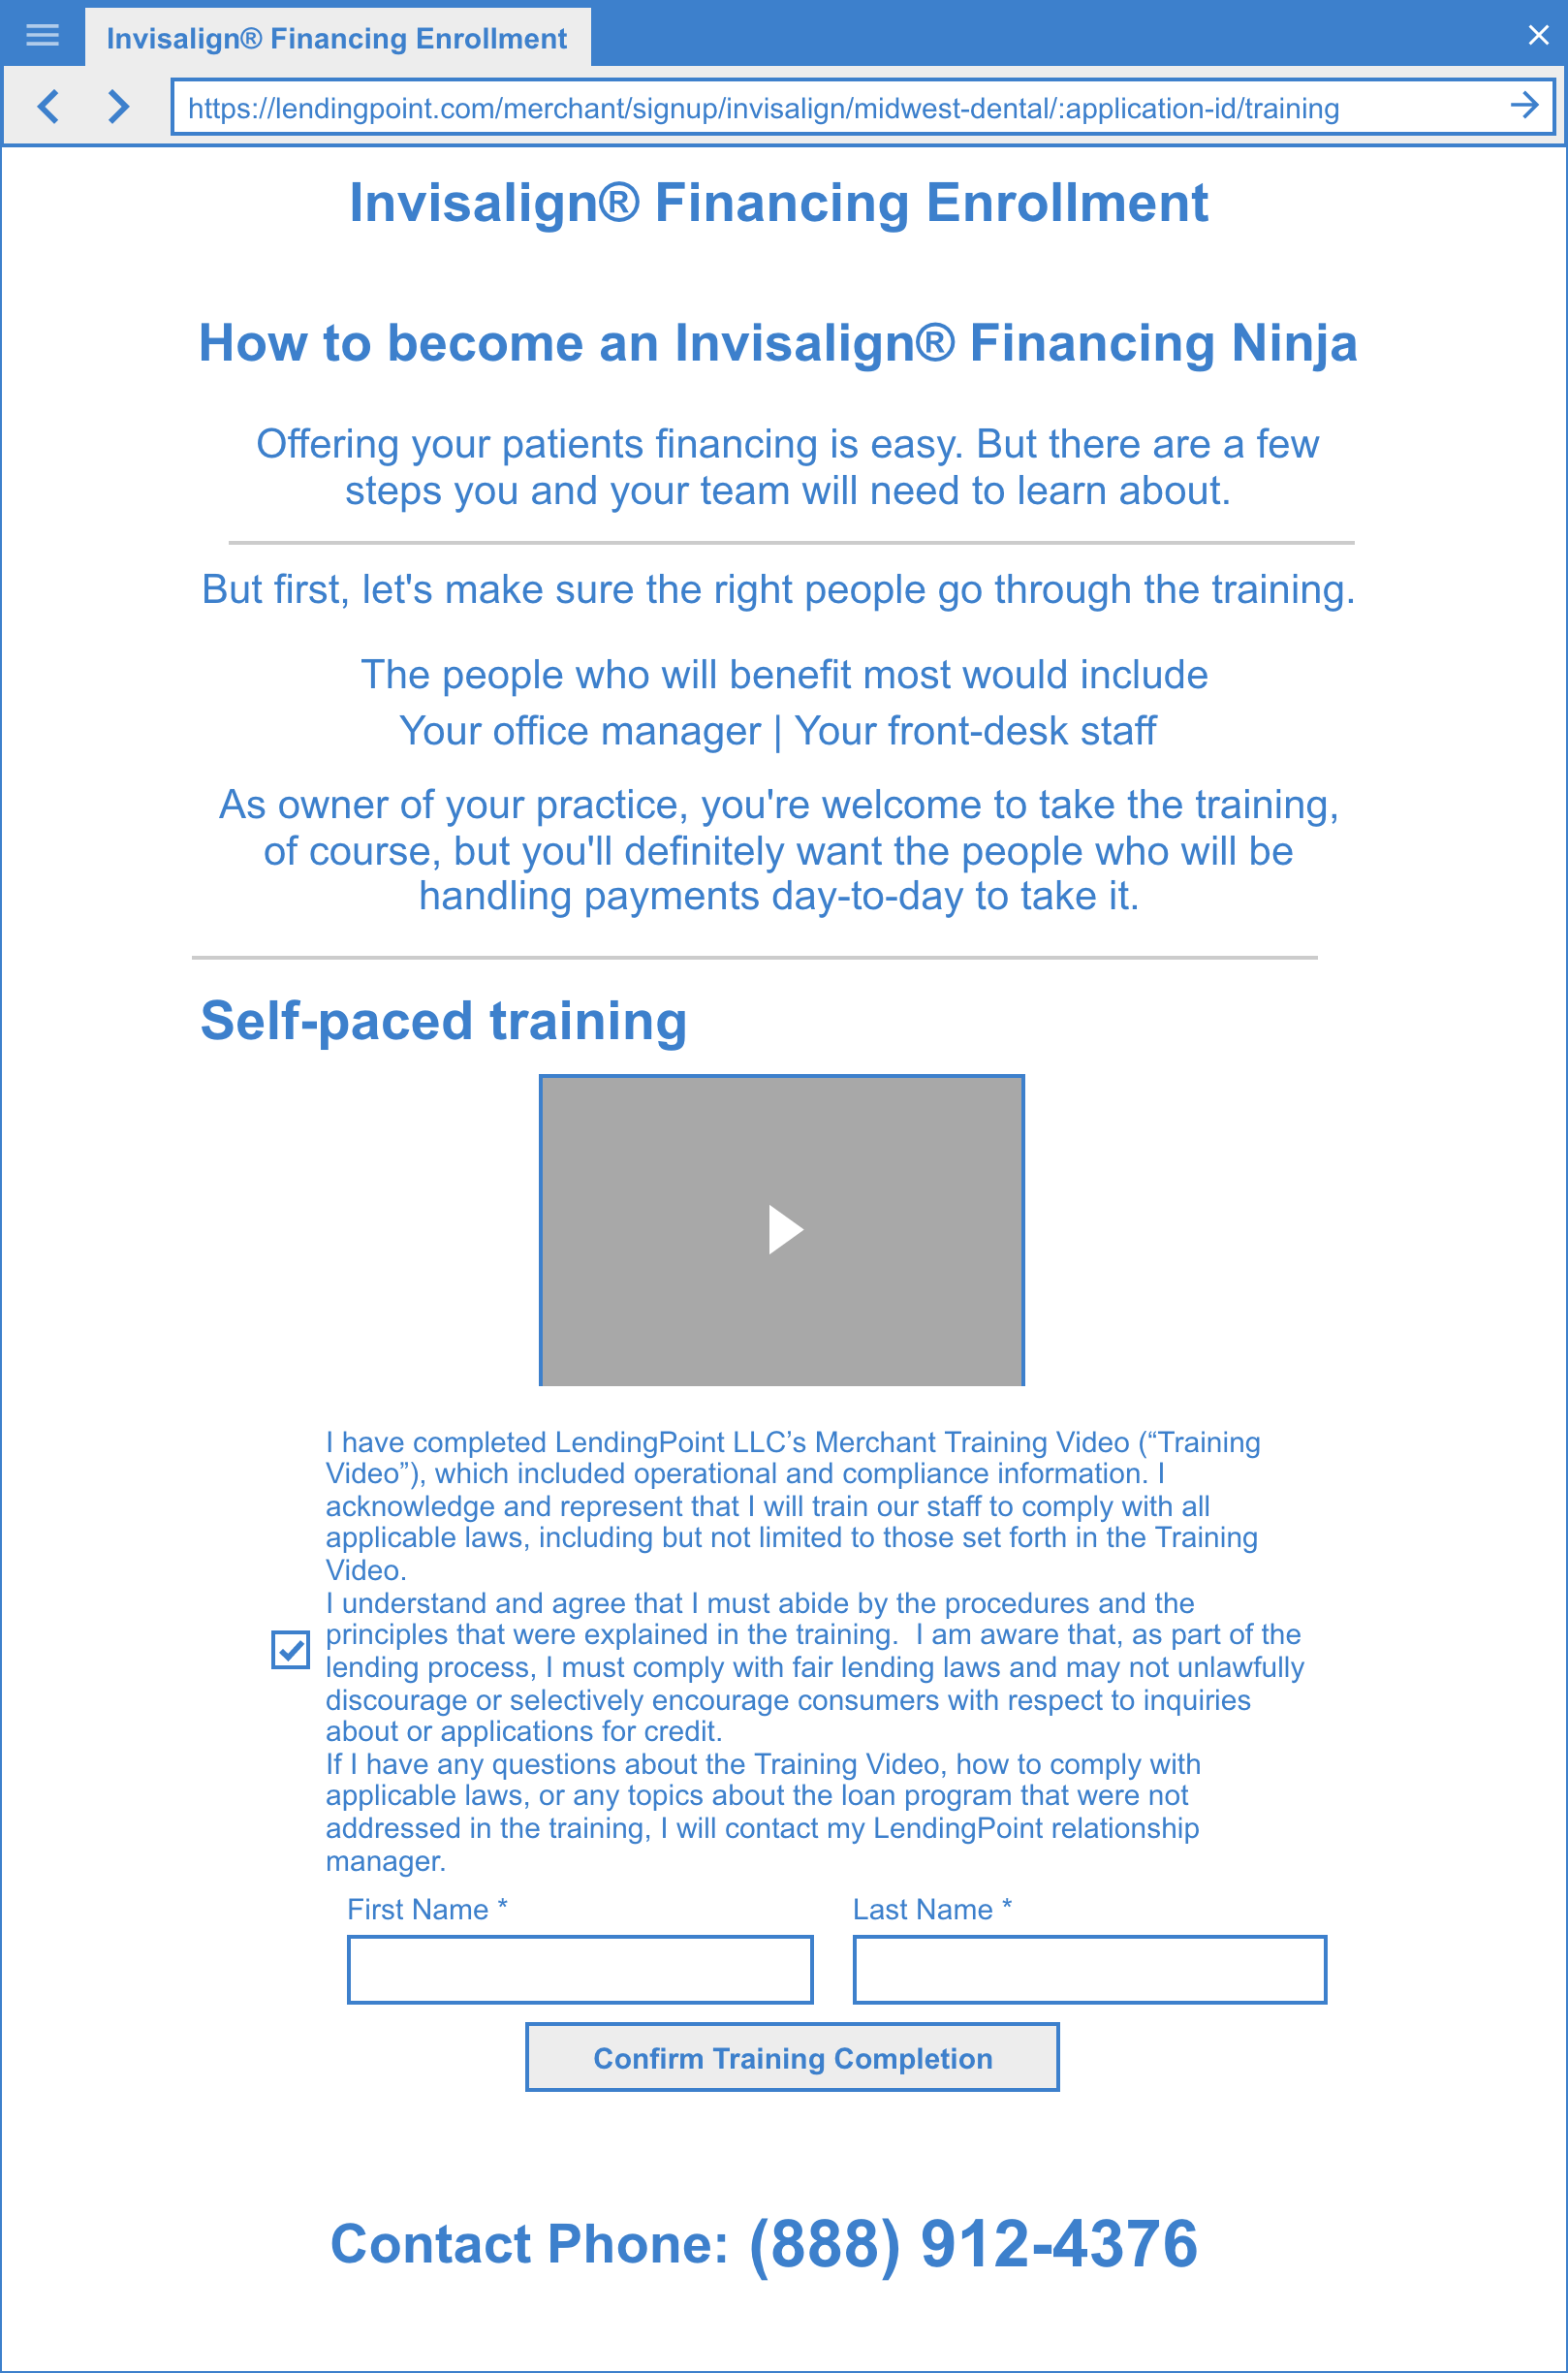 Invisalign® Financing Enrollment
https://lendingpoint.com/merchant/signup/invisalign/midwest-dental/:application-id/training
Invisalign® Financing Enrollment
How to become an Invisalign® Financing Ninja
Offering your patients financing is easy. But there are a few
steps you and your team will need to learn about.
But first, let's make sure the right people go through the training.
The people who will benefit most would include
Your office manager | Your front-desk staff
As owner of your practice, you're welcome to take the training,
of course, but you'll definitely want the people who will be
handling payments day-to-day to take it.
Self-paced training
I have completed LendingPoint LLC’s Merchant Training Video (“Training
Video”), which included operational and compliance information. I
acknowledge and represent that I will train our staff to comply with all
applicable laws, including but not limited to those set forth in the Training
Video.
I understand and agree that I must abide by the procedures and the
principles that were explained in the training.  I am aware that, as part of the
lending process, I must comply with fair lending laws and may not unlawfully
discourage or selectively encourage consumers with respect to inquiries
about or applications for credit.
If I have any questions about the Training Video, how to comply with
applicable laws, or any topics about the loan program that were not
addressed in the training, I will contact my LendingPoint relationship
manager.
First Name * Last Name *
Confirm Training Completion
Contact Phone: (888) 912-4376